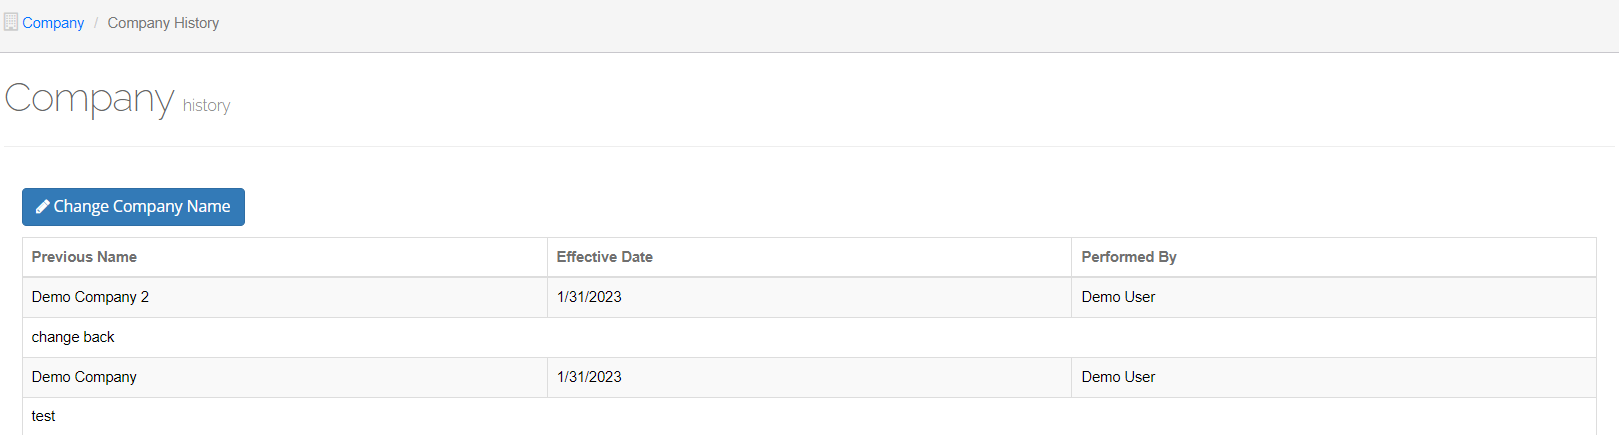 Company / Company History
Company history
Change Company Name
Previous Name Effective Date Performed By
Demo Company 2 1/31/2023 Demo User
change back
Demo Company 1/31/2023 Demo User
test